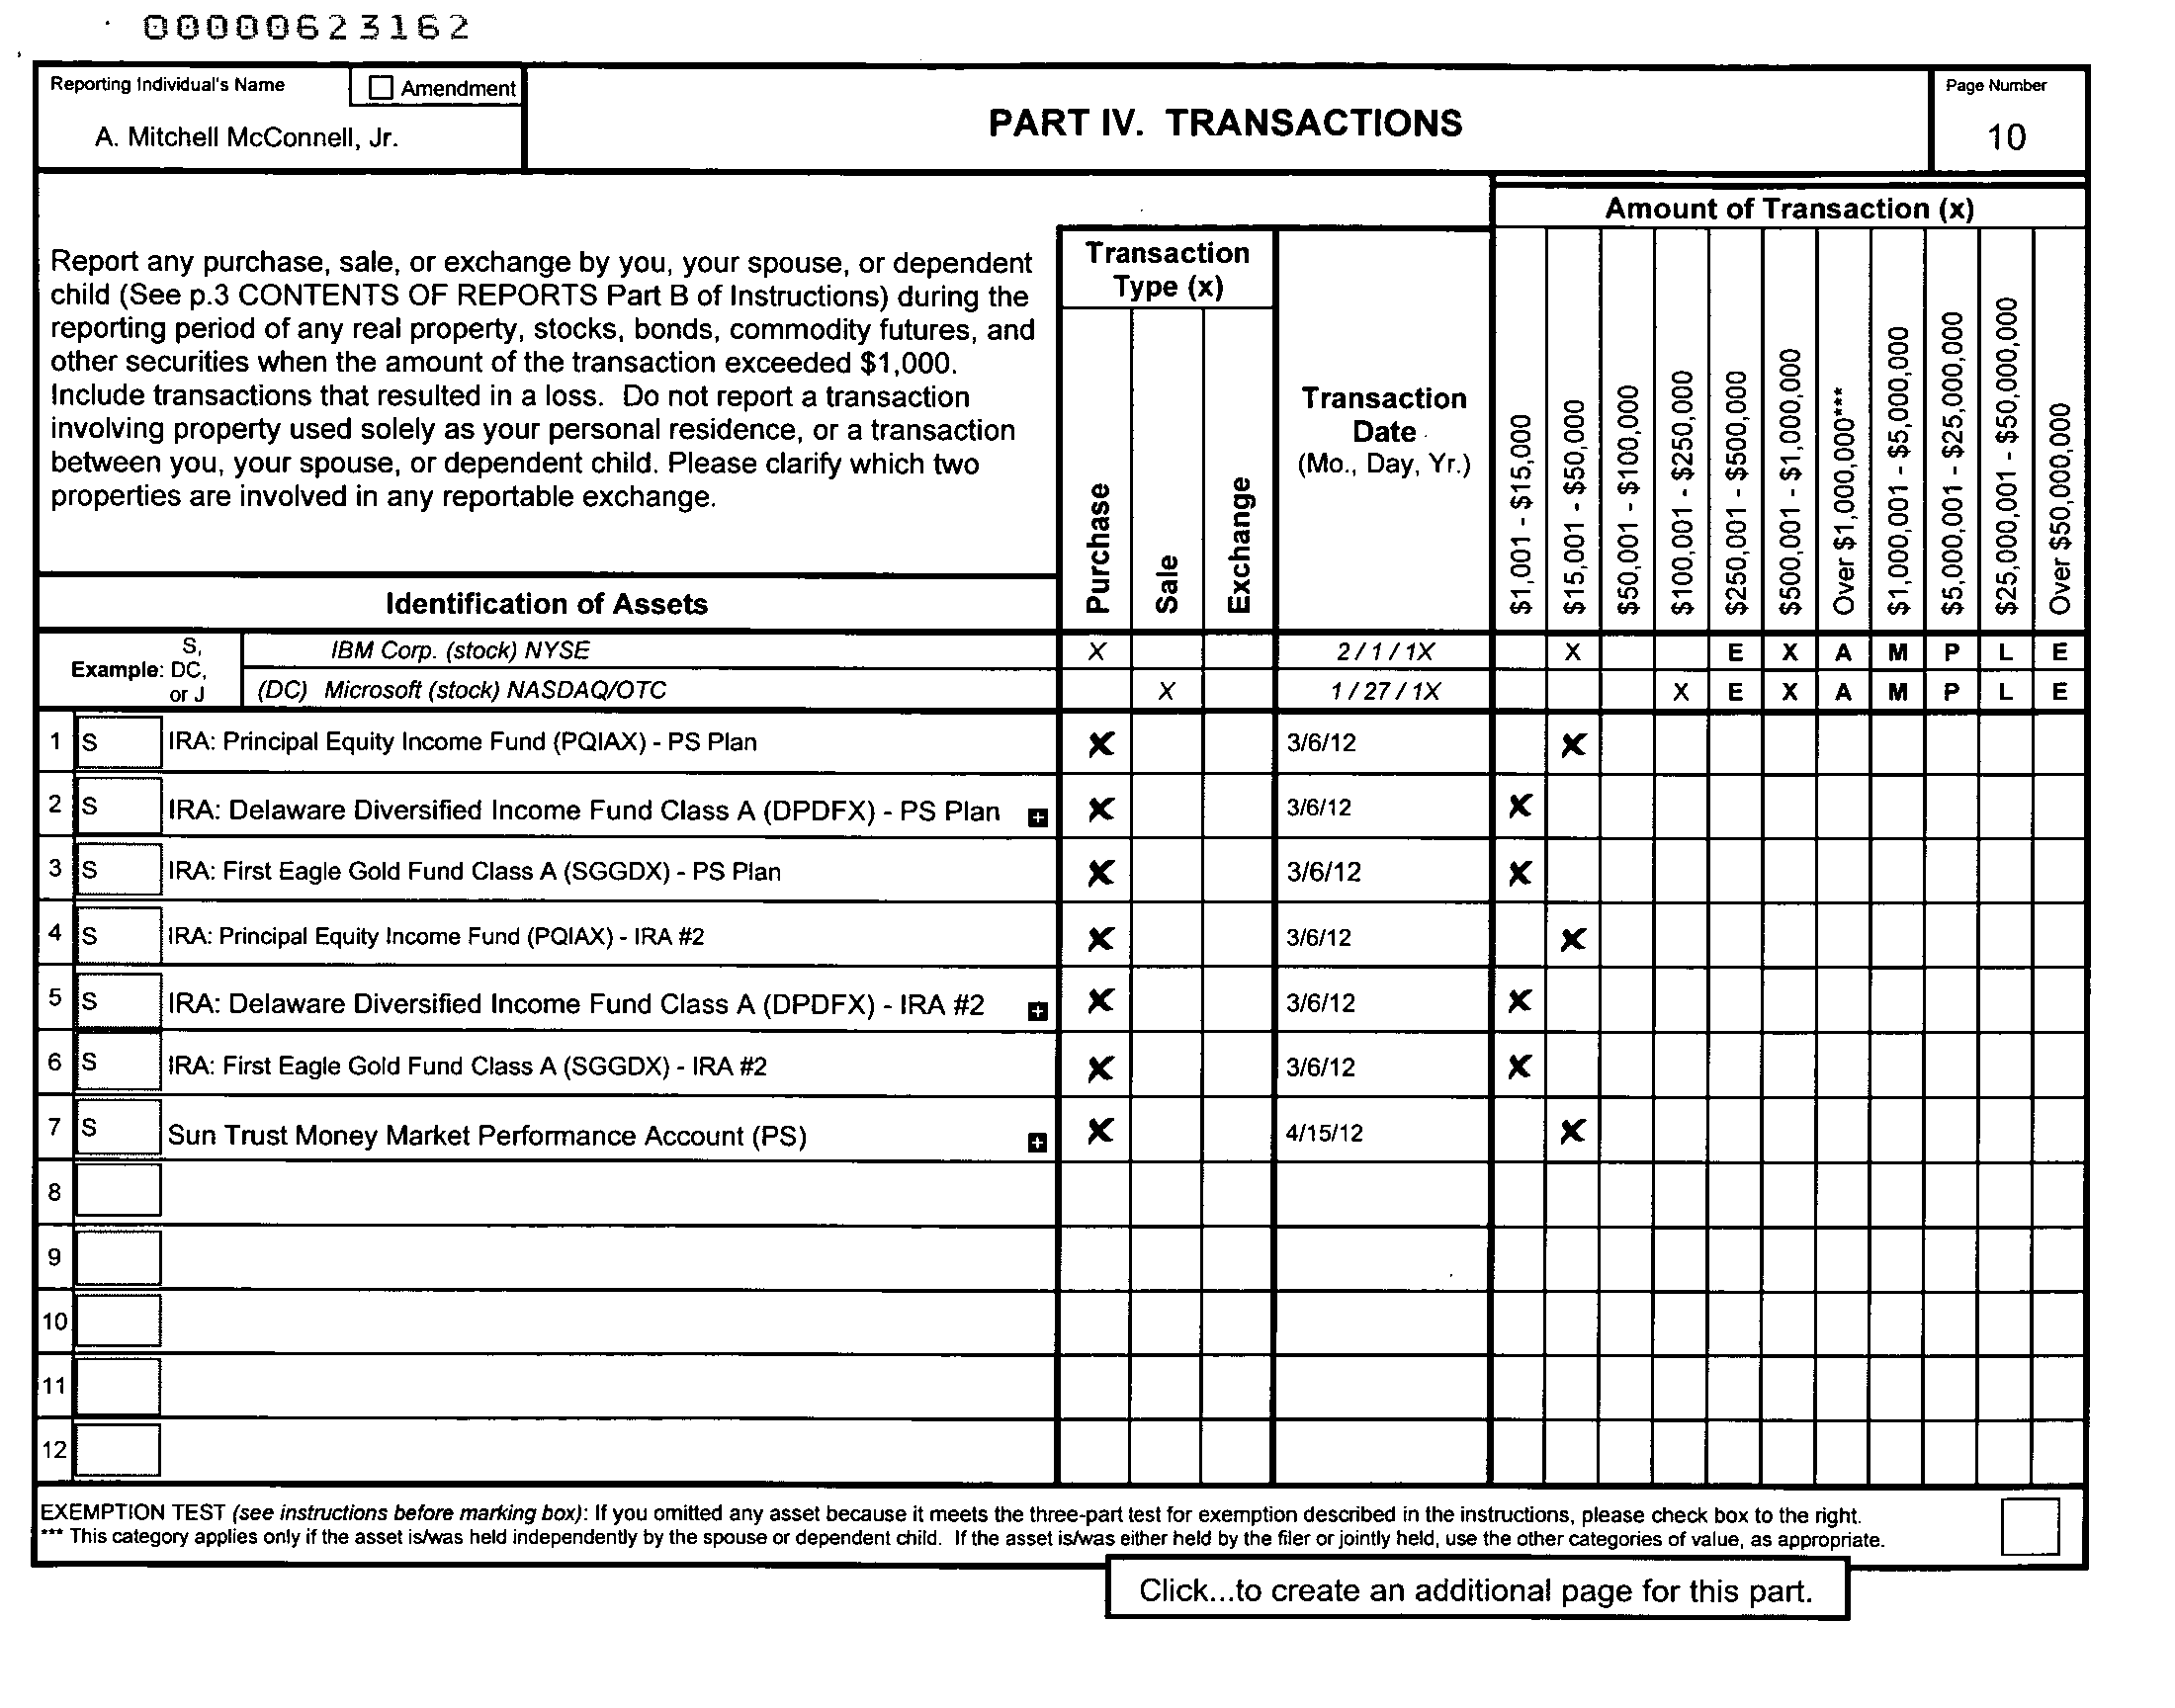 00000623162
Reporting Individual's Name
☐ Amendment
A. Mitchell McConnell, Jr.
PART IV. TRANSACTIONS
Page Number
10
Report any purchase, sale, or exchange by you, your spouse, or dependent
child (See p.3 CONTENTS OF REPORTS Part B of Instructions) during the
reporting period of any real property, stocks, bonds, commodity futures, and
other securities when the amount of the transaction exceeded $1,000.
Include transactions that resulted in a loss. Do not report a transaction
involving property used solely as your personal residence, or a transaction
between you, your spouse, or dependent child. Please clarify which two
properties are involved in any reportable exchange.
Identification of Assets
Transaction
Type (x)
Purchase
Sale
Exchange
Transaction
Date
(Mo., Day, Yr.)
Amount of Transaction (x)
$1,001 - $15,000
$15,001 - $50,000
$50,001 - $100,000
$100,001 - $250,000
$250,001 - $500,000
$500,001 - $1,000,000
Over $1,000,000***
$1,000,001 - $5,000,000
$5,000,001 - $25,000,000
$25,000,001 - $50,000,000
Over $50,000,000
Example:
S,
DC,
or J
IBM Corp. (stock) NYSE X 2 / 1 / 1X X E X A M P L E
(DC) Microsoft (stock) NASDAQ/OTC X 1 / 27 / 1X X E X A M P L E
1 S IRA: Principal Equity Income Fund (PQIAX) - PS Plan X 3/6/12 X
2 S IRA: Delaware Diversified Income Fund Class A (DPDFX) - PS Plan + X 3/6/12 X
3 S IRA: First Eagle Gold Fund Class A (SGGDX) - PS Plan X 3/6/12 X
4 S IRA: Principal Equity Income Fund (PQIAX) - IRA #2 X 3/6/12 X
5 S IRA: Delaware Diversified Income Fund Class A (DPDFX) - IRA #2 + X 3/6/12 X
6 S IRA: First Eagle Gold Fund Class A (SGGDX) - IRA #2 X 3/6/12 X
7 S Sun Trust Money Market Performance Account (PS) + X 4/15/12 X
8
9
10
11
12
EXEMPTION TEST (see instructions before marking box): If you omitted any asset because it meets the three-part test for exemption described in the instructions, please check box to the right.
*** This category applies only if the asset is/was held independently by the spouse or dependent child. If the asset is/was either held by the filer or jointly held, use the other categories of value, as appropriate.
Click...to create an additional page for this part.